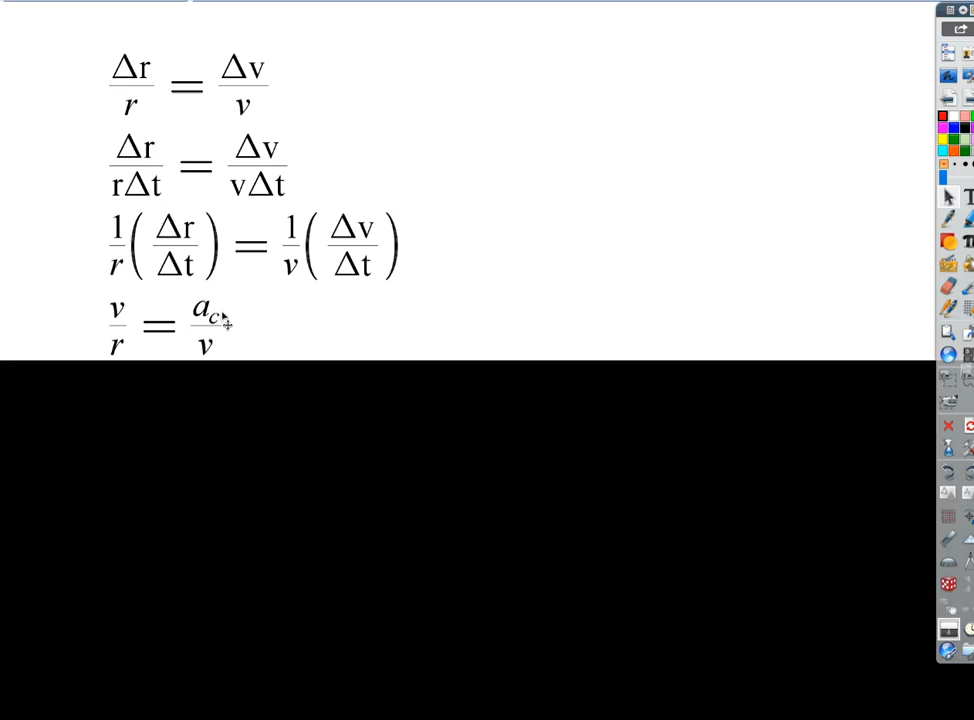 Δr/r = Δv/v
Δr/rΔt = Δv/vΔt
1/r(Δr/Δt) = 1/v(Δv/Δt)
v/r = a_c/v